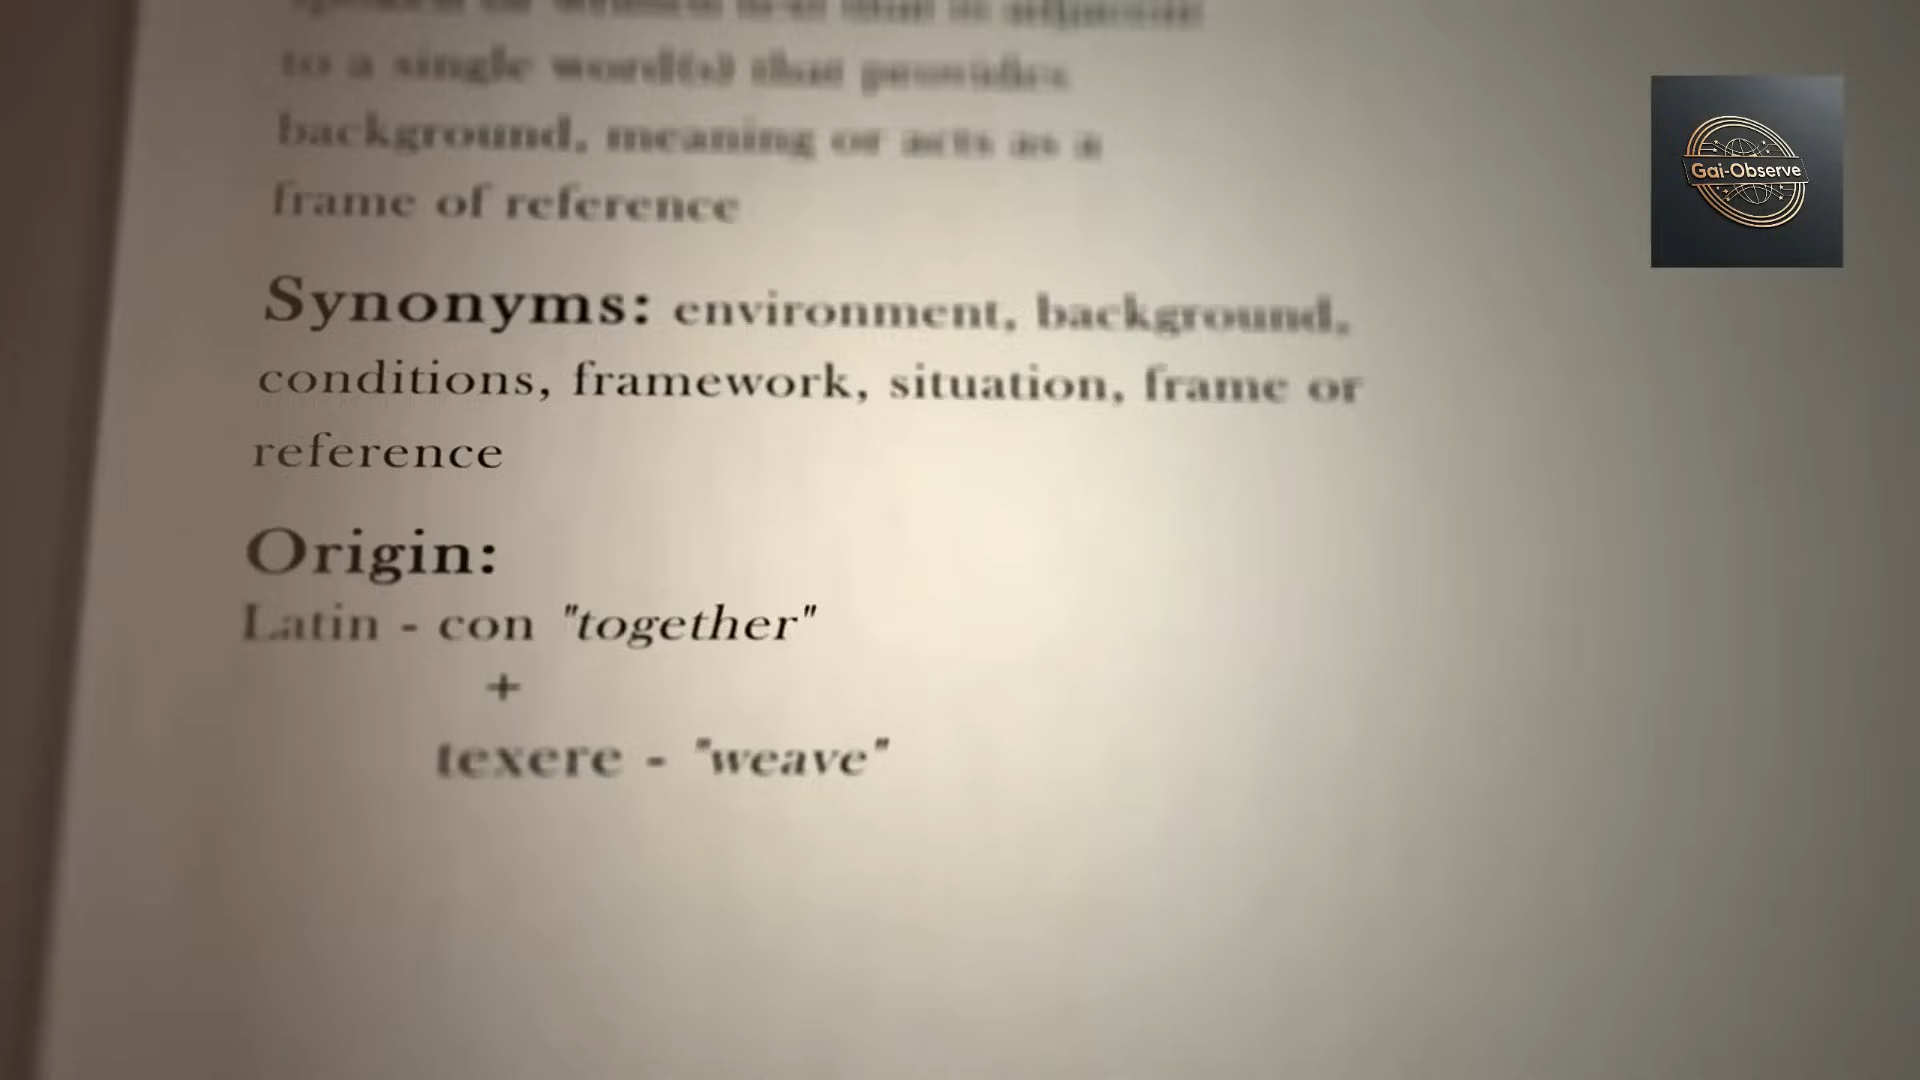 to a single word(s) that provides
background, meaning or acts as a
frame of reference
Synonyms: environment, background,
conditions, framework, situation, frame or
reference
Origin:
Latin - con "together"
+
texere - "weave"
Gai-Observe